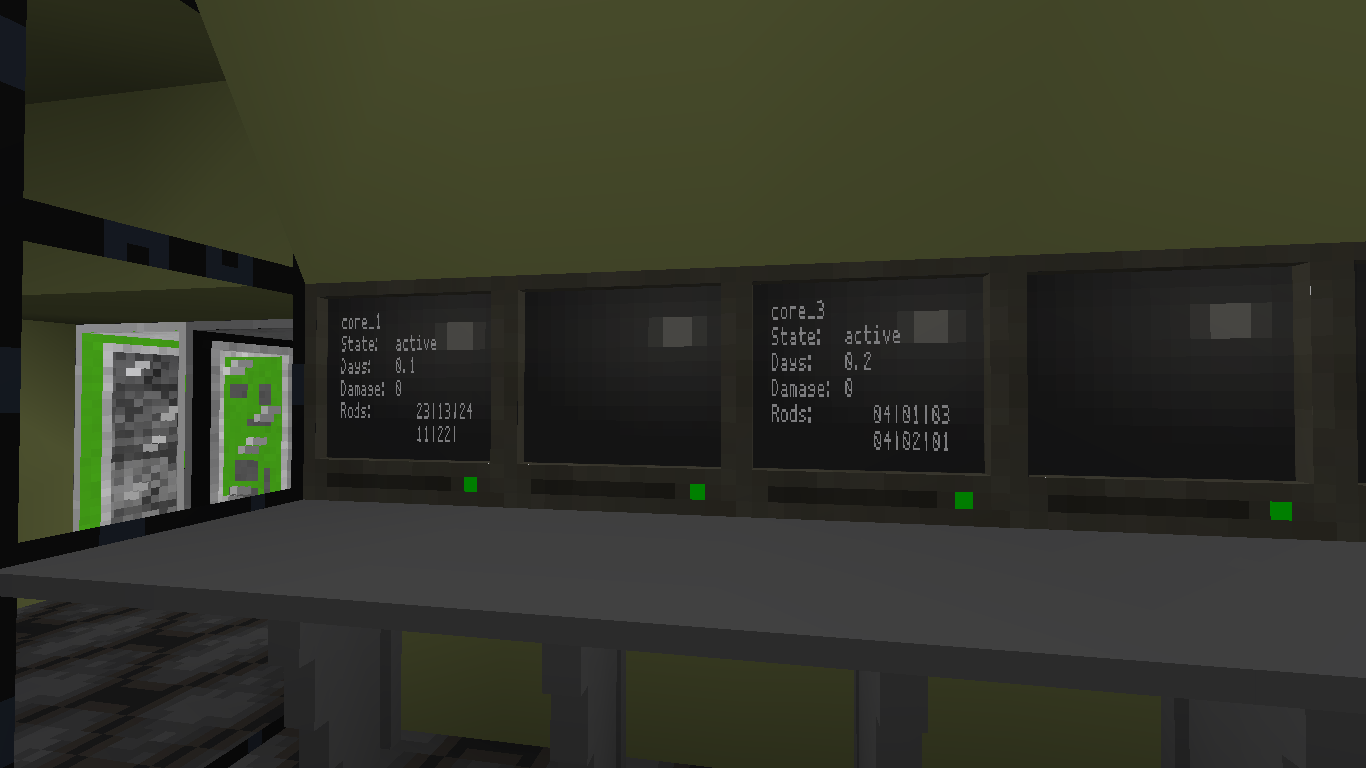 core_1
State: active
Days: 0.1
Damage: 0
Rods: 23|13|24
11|22|
core_3
State: active
Days: 0.2
Damage: 0
Rods: 04|01|03
04|02|01